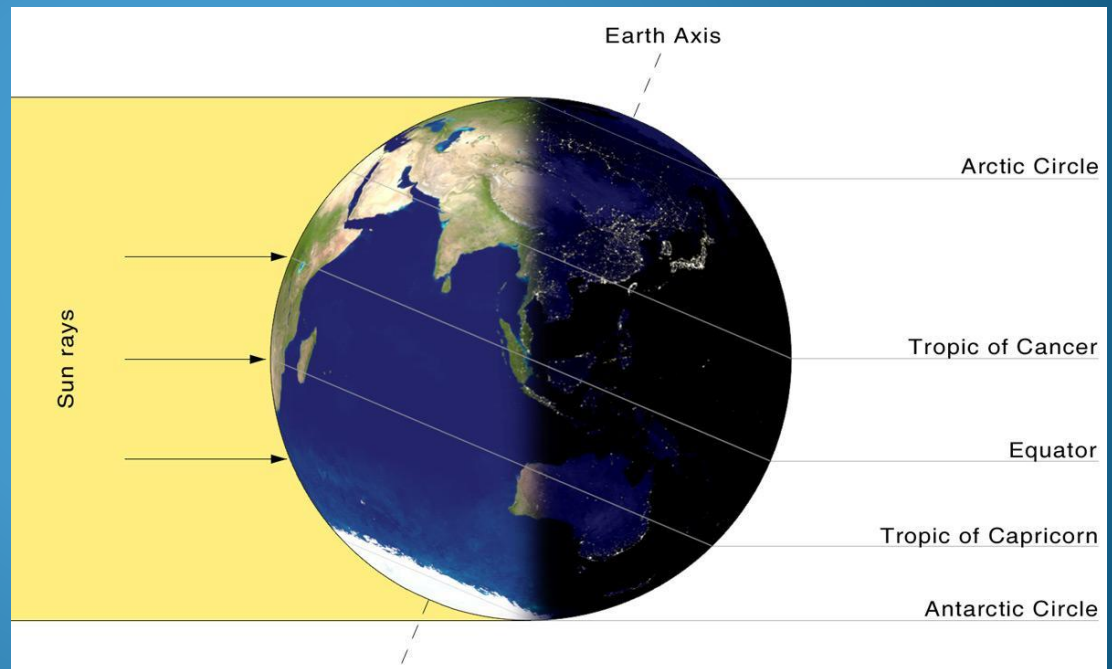 Earth Axis
Arctic Circle
Sun rays
Tropic of Cancer
Equator
Tropic of Capricorn
Antarctic Circle